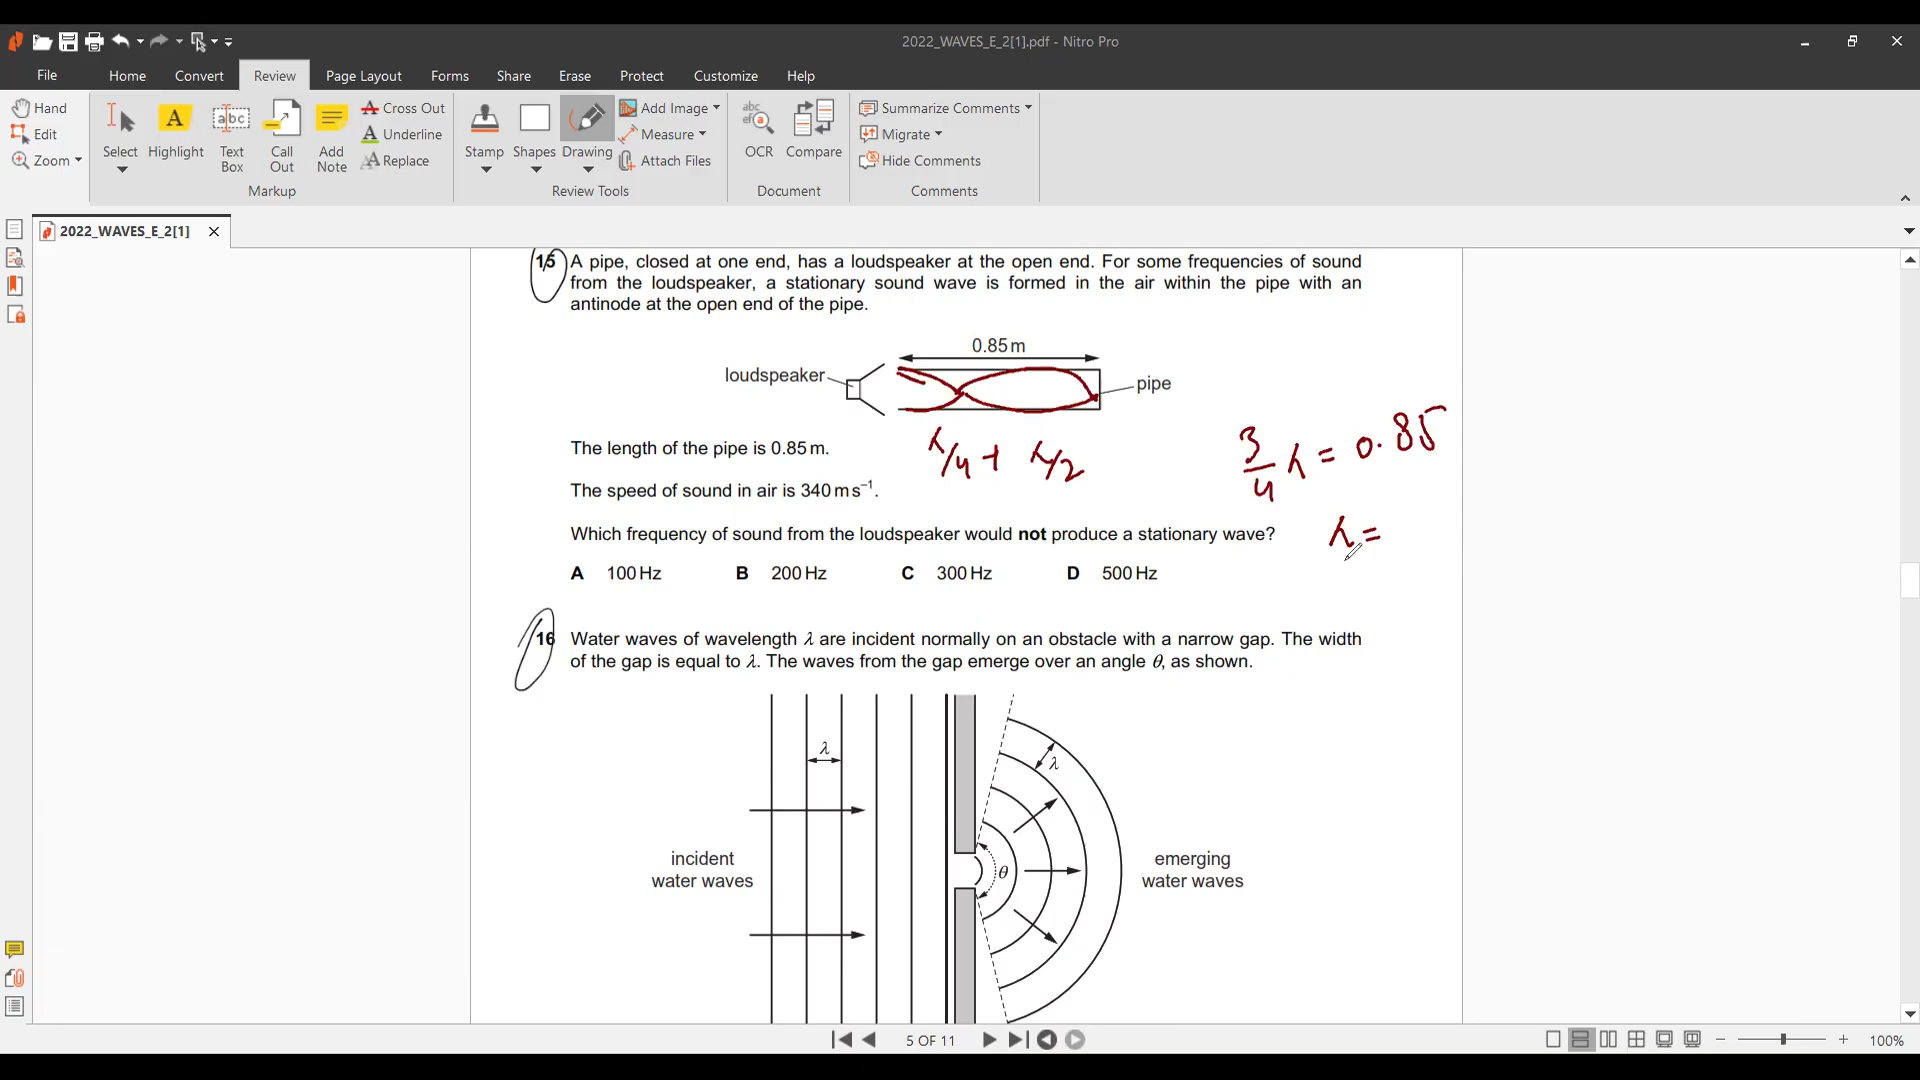 2022_WAVES_E_2[1].pdf - Nitro Pro
File Home Convert Review Page Layout Forms Share Erase Protect Customize Help
Hand
Edit
Zoom
Select
Highlight
Text Box
Call Out
Add Note
Cross Out
Underline
Replace
Markup
Stamp
Shapes
Drawing
Add Image
Measure
Attach Files
Review Tools
OCR
Compare
Document
Summarize Comments
Migrate
Hide Comments
Comments
2022_WAVES_E_2[1]
15 A pipe, closed at one end, has a loudspeaker at the open end. For some frequencies of sound
from the loudspeaker, a stationary sound wave is formed in the air within the pipe with an
antinode at the open end of the pipe.
0.85 m
loudspeaker
pipe
λ/4 + λ/2
3/4 λ = 0.85
The length of the pipe is 0.85 m.
The speed of sound in air is 340 m s⁻¹.
Which frequency of sound from the loudspeaker would not produce a stationary wave?
λ =
A 100 Hz B 200 Hz C 300 Hz D 500 Hz
16 Water waves of wavelength λ are incident normally on an obstacle with a narrow gap. The width
of the gap is equal to λ. The waves from the gap emerge over an angle θ, as shown.
λ
λ
θ
incident
water waves
emerging
water waves
5 OF 11
100%